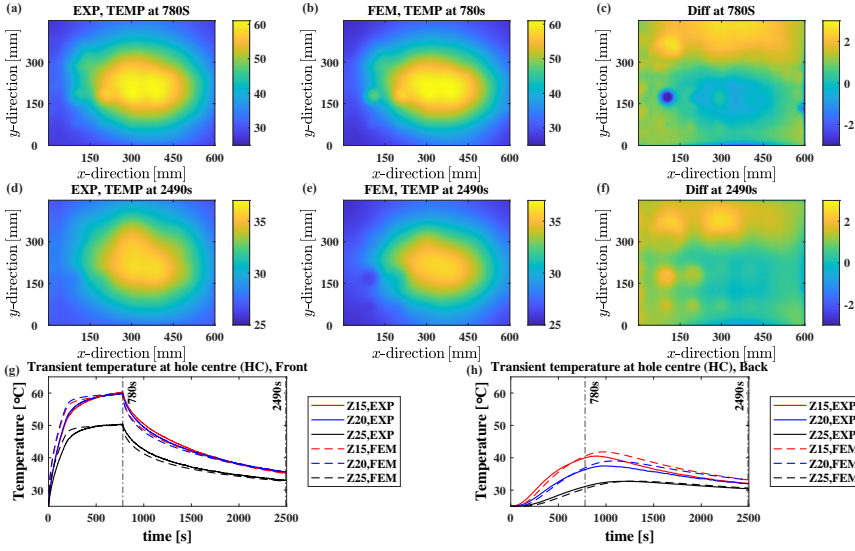 (a) EXP, TEMP at 780S
450
300
150
0
y-direction [mm]
150 300 450 600
x-direction [mm]
60
50
40
30
(b) FEM, TEMP at 780s
450
300
150
0
y-direction [mm]
150 300 450 600
x-direction [mm]
60
50
40
30
(c) Diff at 780S
450
300
150
0
y-direction [mm]
150 300 450 600
x-direction [mm]
2
0
-2
(d) EXP, TEMP at 2490s
300
150
0
y-direction [mm]
150 300 450 600
x-direction [mm]
35
30
25
(e) FEM, TEMP at 2490s
300
150
0
y-direction [mm]
150 300 450 600
x-direction [mm]
35
30
25
(f) Diff at 2490s
300
150
0
y-direction [mm]
150 300 450 600
x-direction [mm]
2
0
-2
(g) Transient temperature at hole centre (HC), Front
60
50
40
30
Temperature [°C]
780s
2490s
0 500 1000 1500 2000 2500
time [s]
Z15,EXP
Z20,EXP
Z25,EXP
Z15,FEM
Z20,FEM
Z25,FEM
(h) Transient temperature at hole centre (HC), Back
60
50
40
30
Temperature [°C]
780s
2490s
0 500 1000 1500 2000 2500
time [s]
Z15,EXP
Z20,EXP
Z25,EXP
Z15,FEM
Z20,FEM
Z25,FEM